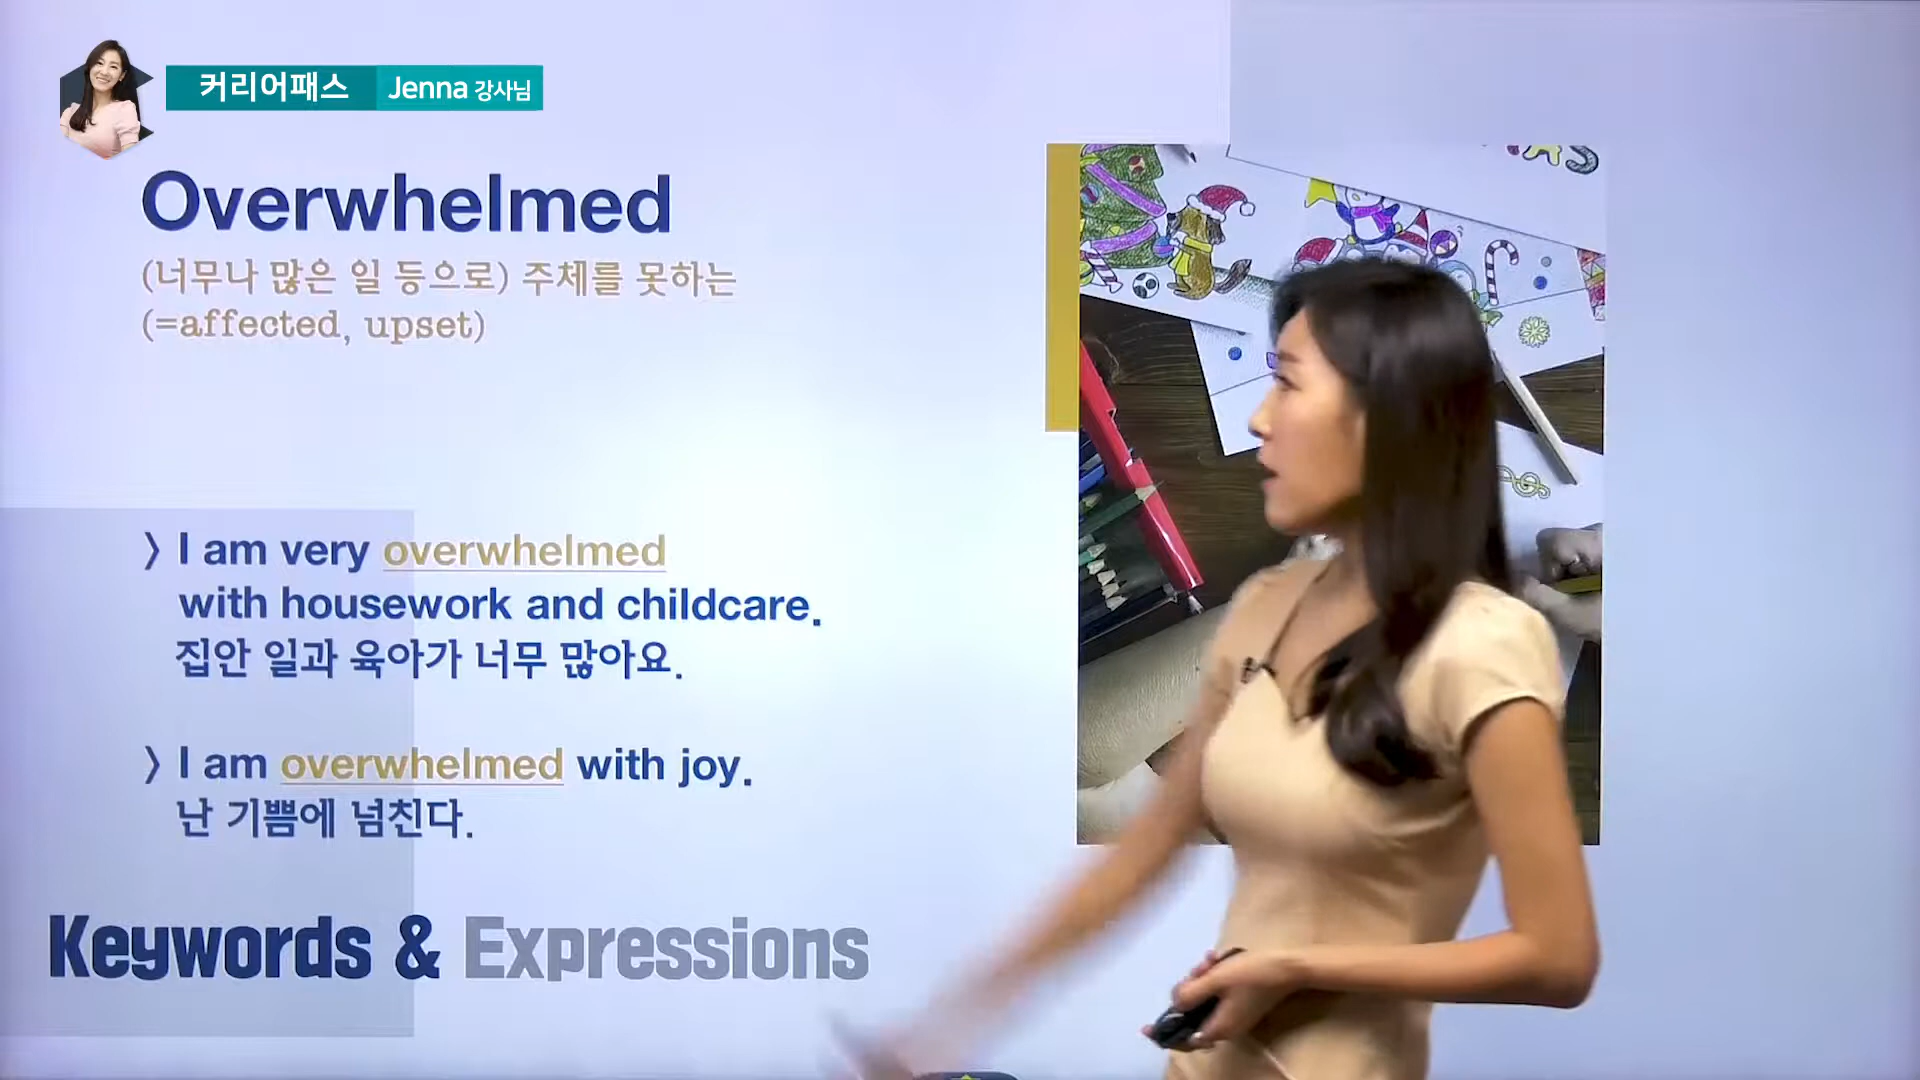 커리어패스 Jenna 강사님
Overwhelmed
(너무나 많은 일 등으로) 주체를 못하는
(=affected, upset)
〉I am very overwhelmed
with housework and childcare.
집안 일과 육아가 너무 많아요.
〉I am overwhelmed with joy.
난 기쁨에 넘친다.
Keywords & Expressions